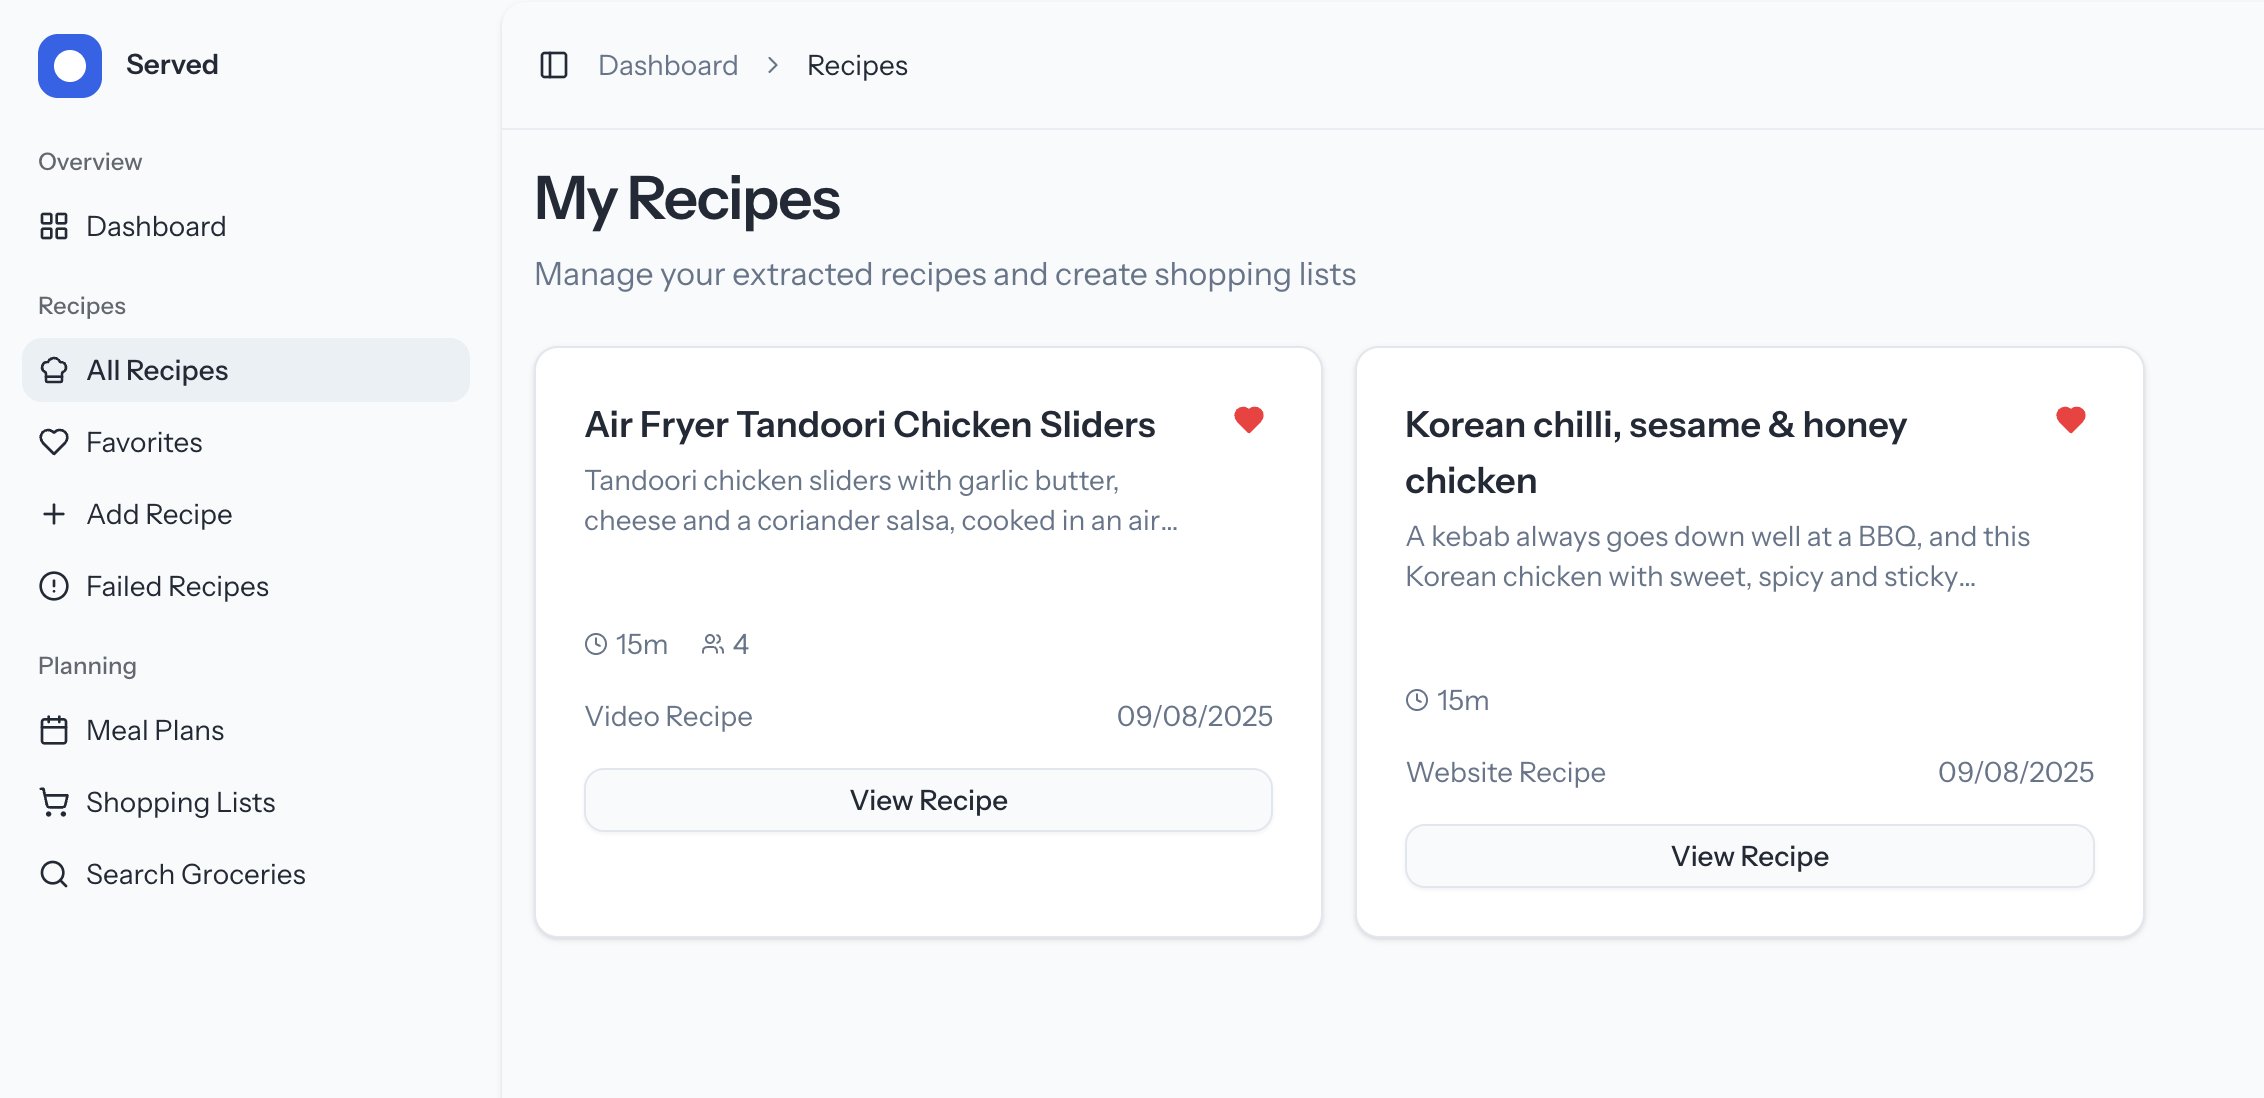 Served
Overview
Dashboard
Recipes
All Recipes
Favorites
Add Recipe
Failed Recipes
Planning
Meal Plans
Shopping Lists
Search Groceries
Dashboard > Recipes
My Recipes
Manage your extracted recipes and create shopping lists
Air Fryer Tandoori Chicken Sliders
Tandoori chicken sliders with garlic butter,
cheese and a coriander salsa, cooked in an air...
15m 4
Video Recipe 09/08/2025
View Recipe
Korean chilli, sesame & honey
chicken
A kebab always goes down well at a BBQ, and this
Korean chicken with sweet, spicy and sticky...
15m
Website Recipe 09/08/2025
View Recipe